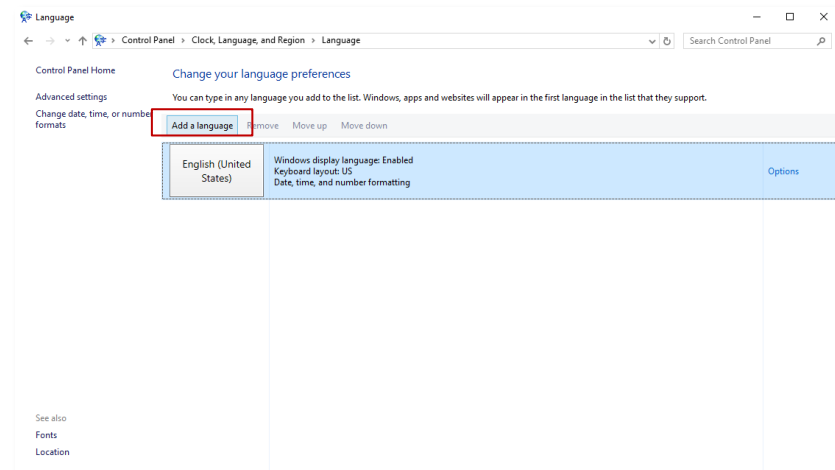 Language
Control Panel > Clock, Language, and Region > Language
Search Control Panel
Control Panel Home
Advanced settings
Change date, time, or number
formats
Change your language preferences
You can type in any language you add to the list. Windows, apps and websites will appear in the first language in the list that they support.
Add a language Remove Move up Move down
English (United
States)
Windows display language: Enabled
Keyboard layout: US
Date, time, and number formatting
Options
See also
Fonts
Location